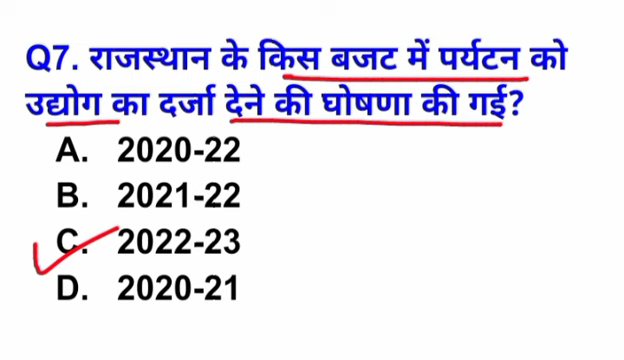 Q7. राजस्थान के किस बजट में पर्यटन को
उद्योग का दर्जा देने की घोषणा की गई?
A. 2020-22
B. 2021-22
C. 2022-23
D. 2020-21